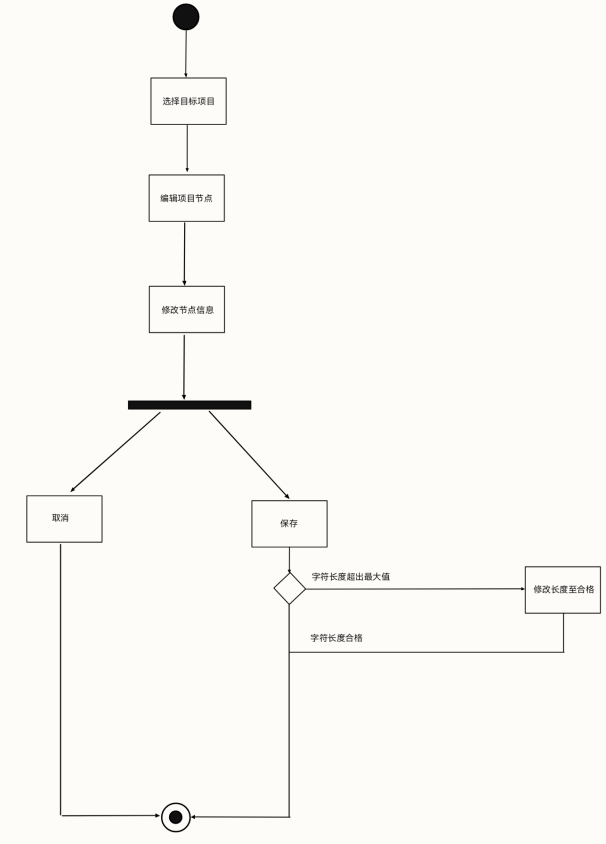 选择目标项目
编辑项目节点
修改节点信息
取消
保存
字符长度超出最大值
修改长度至合格
字符长度合格